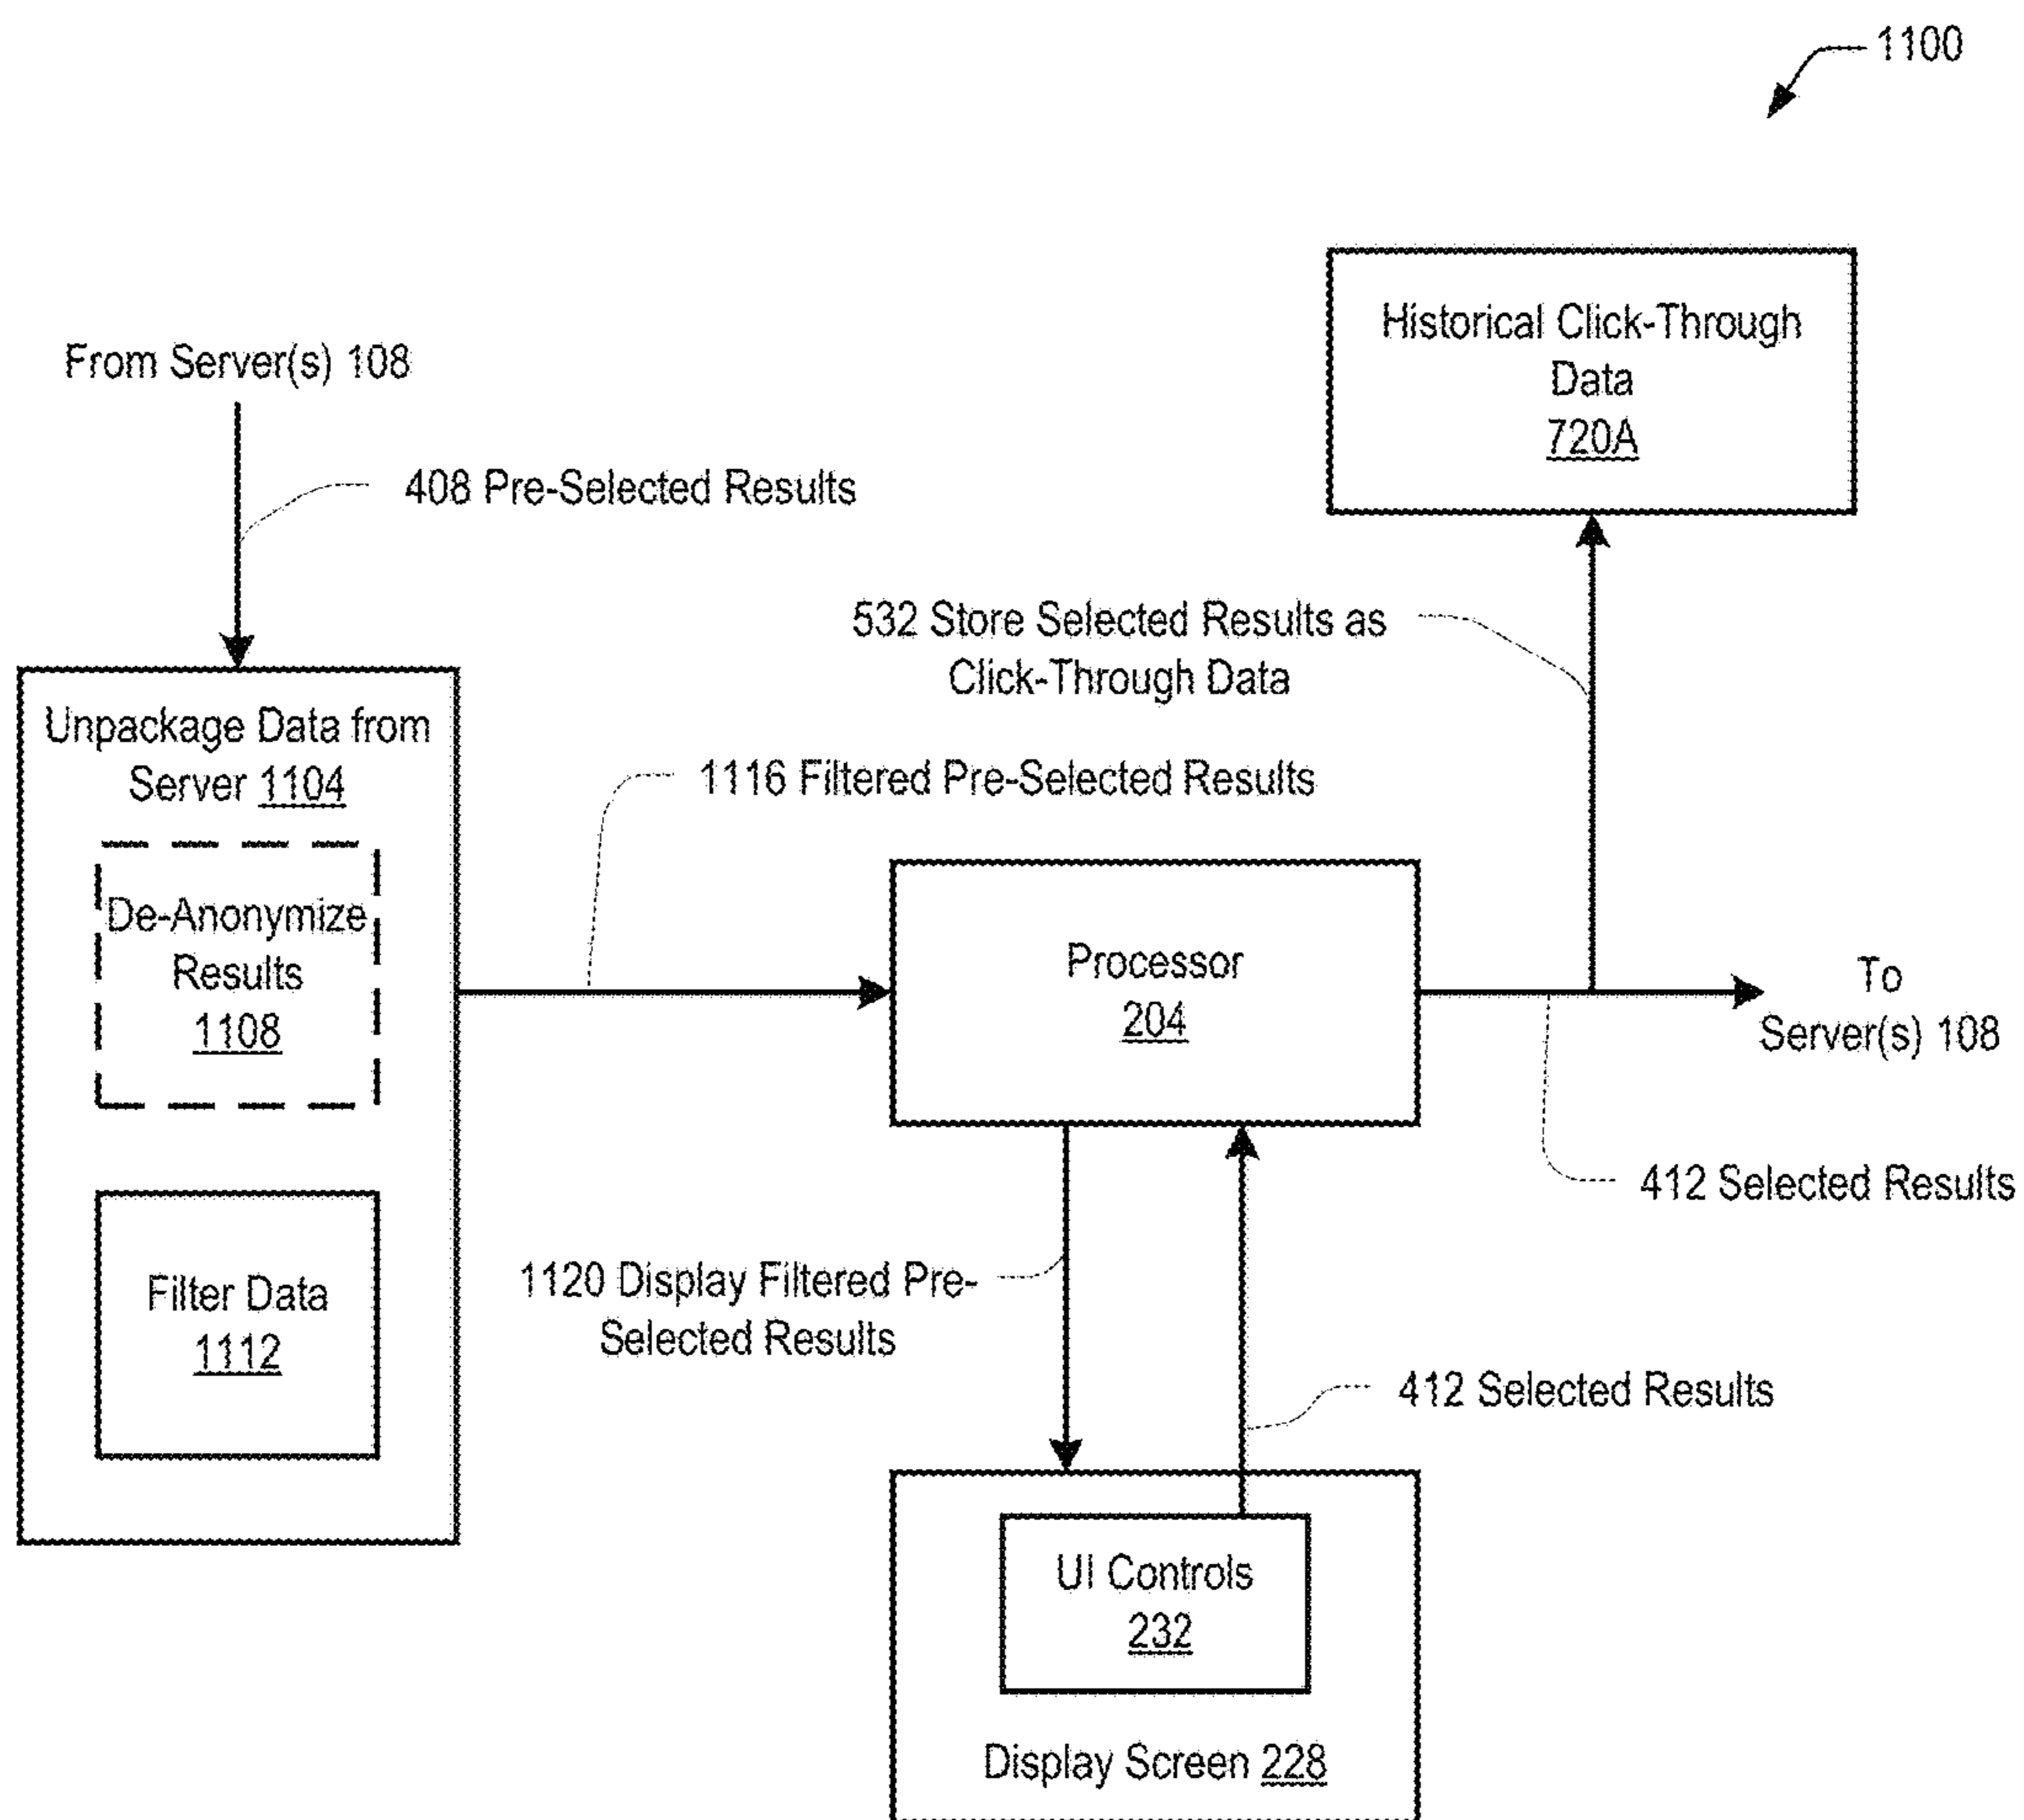 1100
Historical Click-Through
Data
720A
From Server(s) 108
408 Pre-Selected Results
532 Store Selected Results as
Click-Through Data
Unpackage Data from
Server 1104
1116 Filtered Pre-Selected Results
De-Anonymize
Results
1108
Processor
204
To
Server(s) 108
412 Selected Results
Filter Data
1112
1120 Display Filtered Pre-
Selected Results
412 Selected Results
UI Controls
232
Display Screen 228